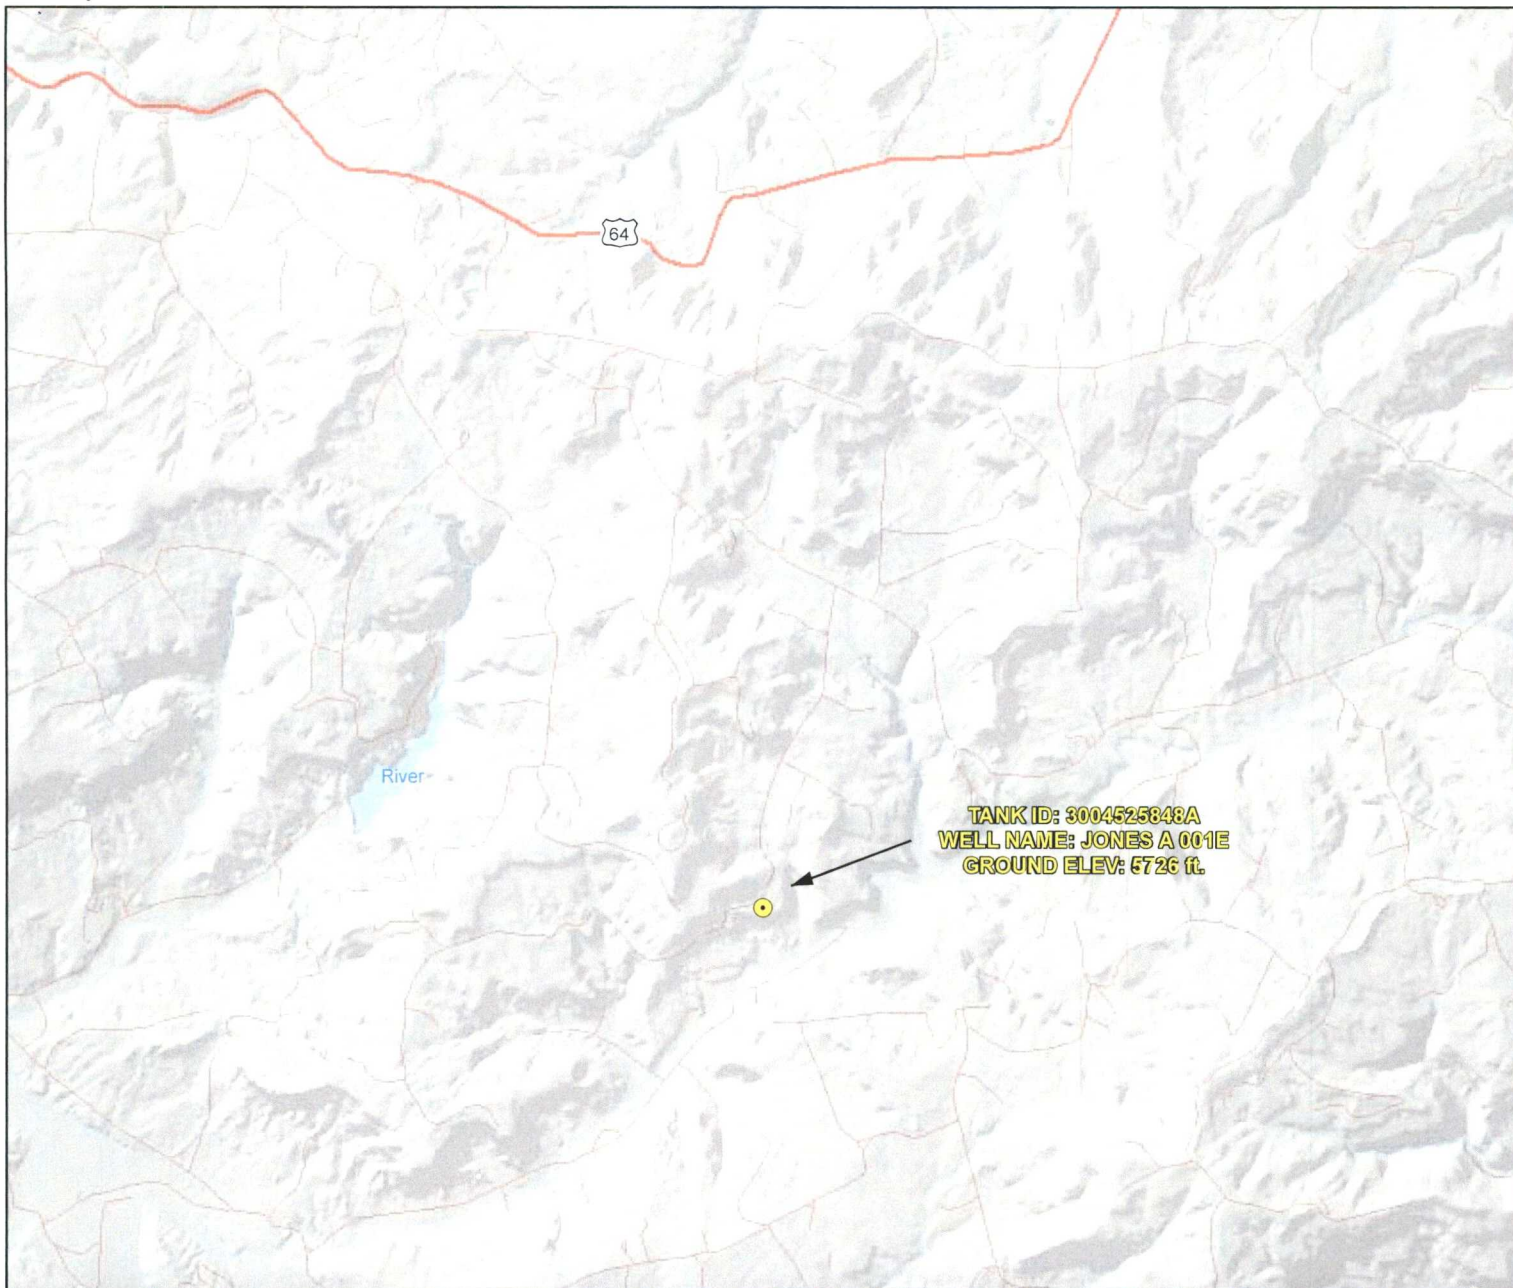 64
River
TANK ID: 3004525848A
WELL NAME: JONES A 001E
GROUND ELEV: 5726 ft.